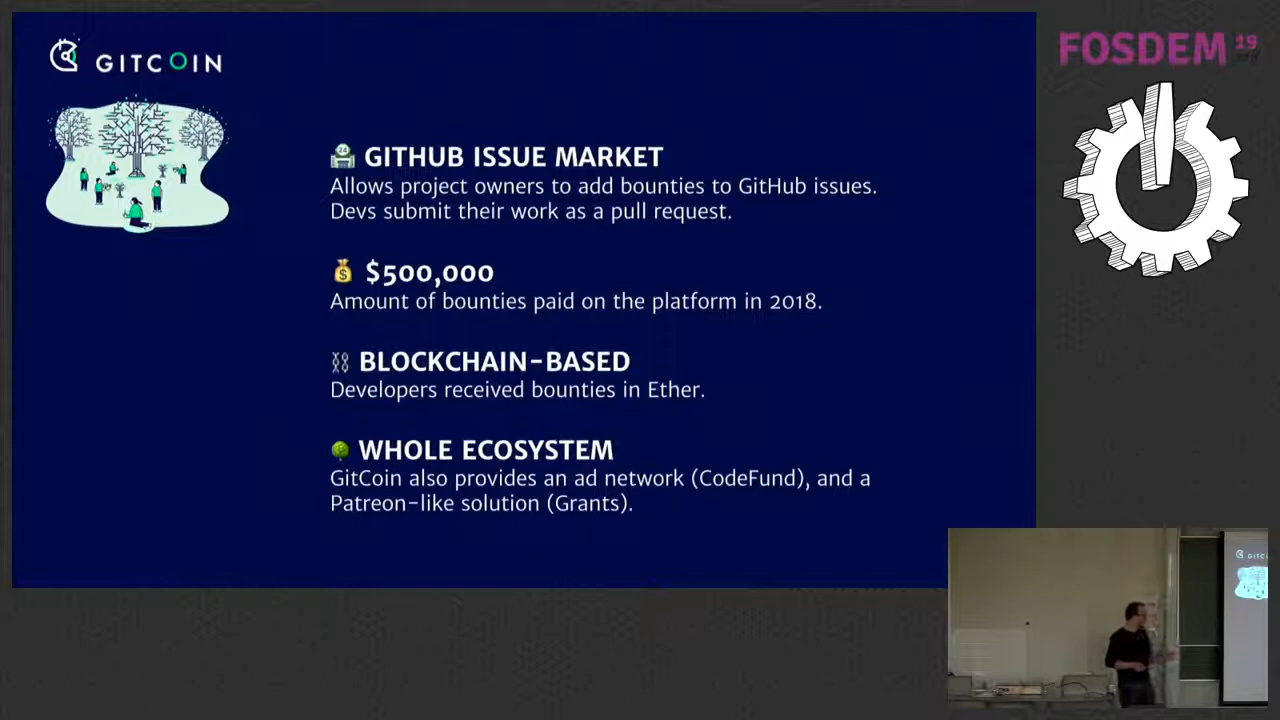 GITCOIN
FOSDEM 19
GITHUB ISSUE MARKET
Allows project owners to add bounties to GitHub issues.
Devs submit their work as a pull request.
$500,000
Amount of bounties paid on the platform in 2018.
BLOCKCHAIN-BASED
Developers received bounties in Ether.
WHOLE ECOSYSTEM
GitCoin also provides an ad network (CodeFund), and a
Patreon-like solution (Grants).